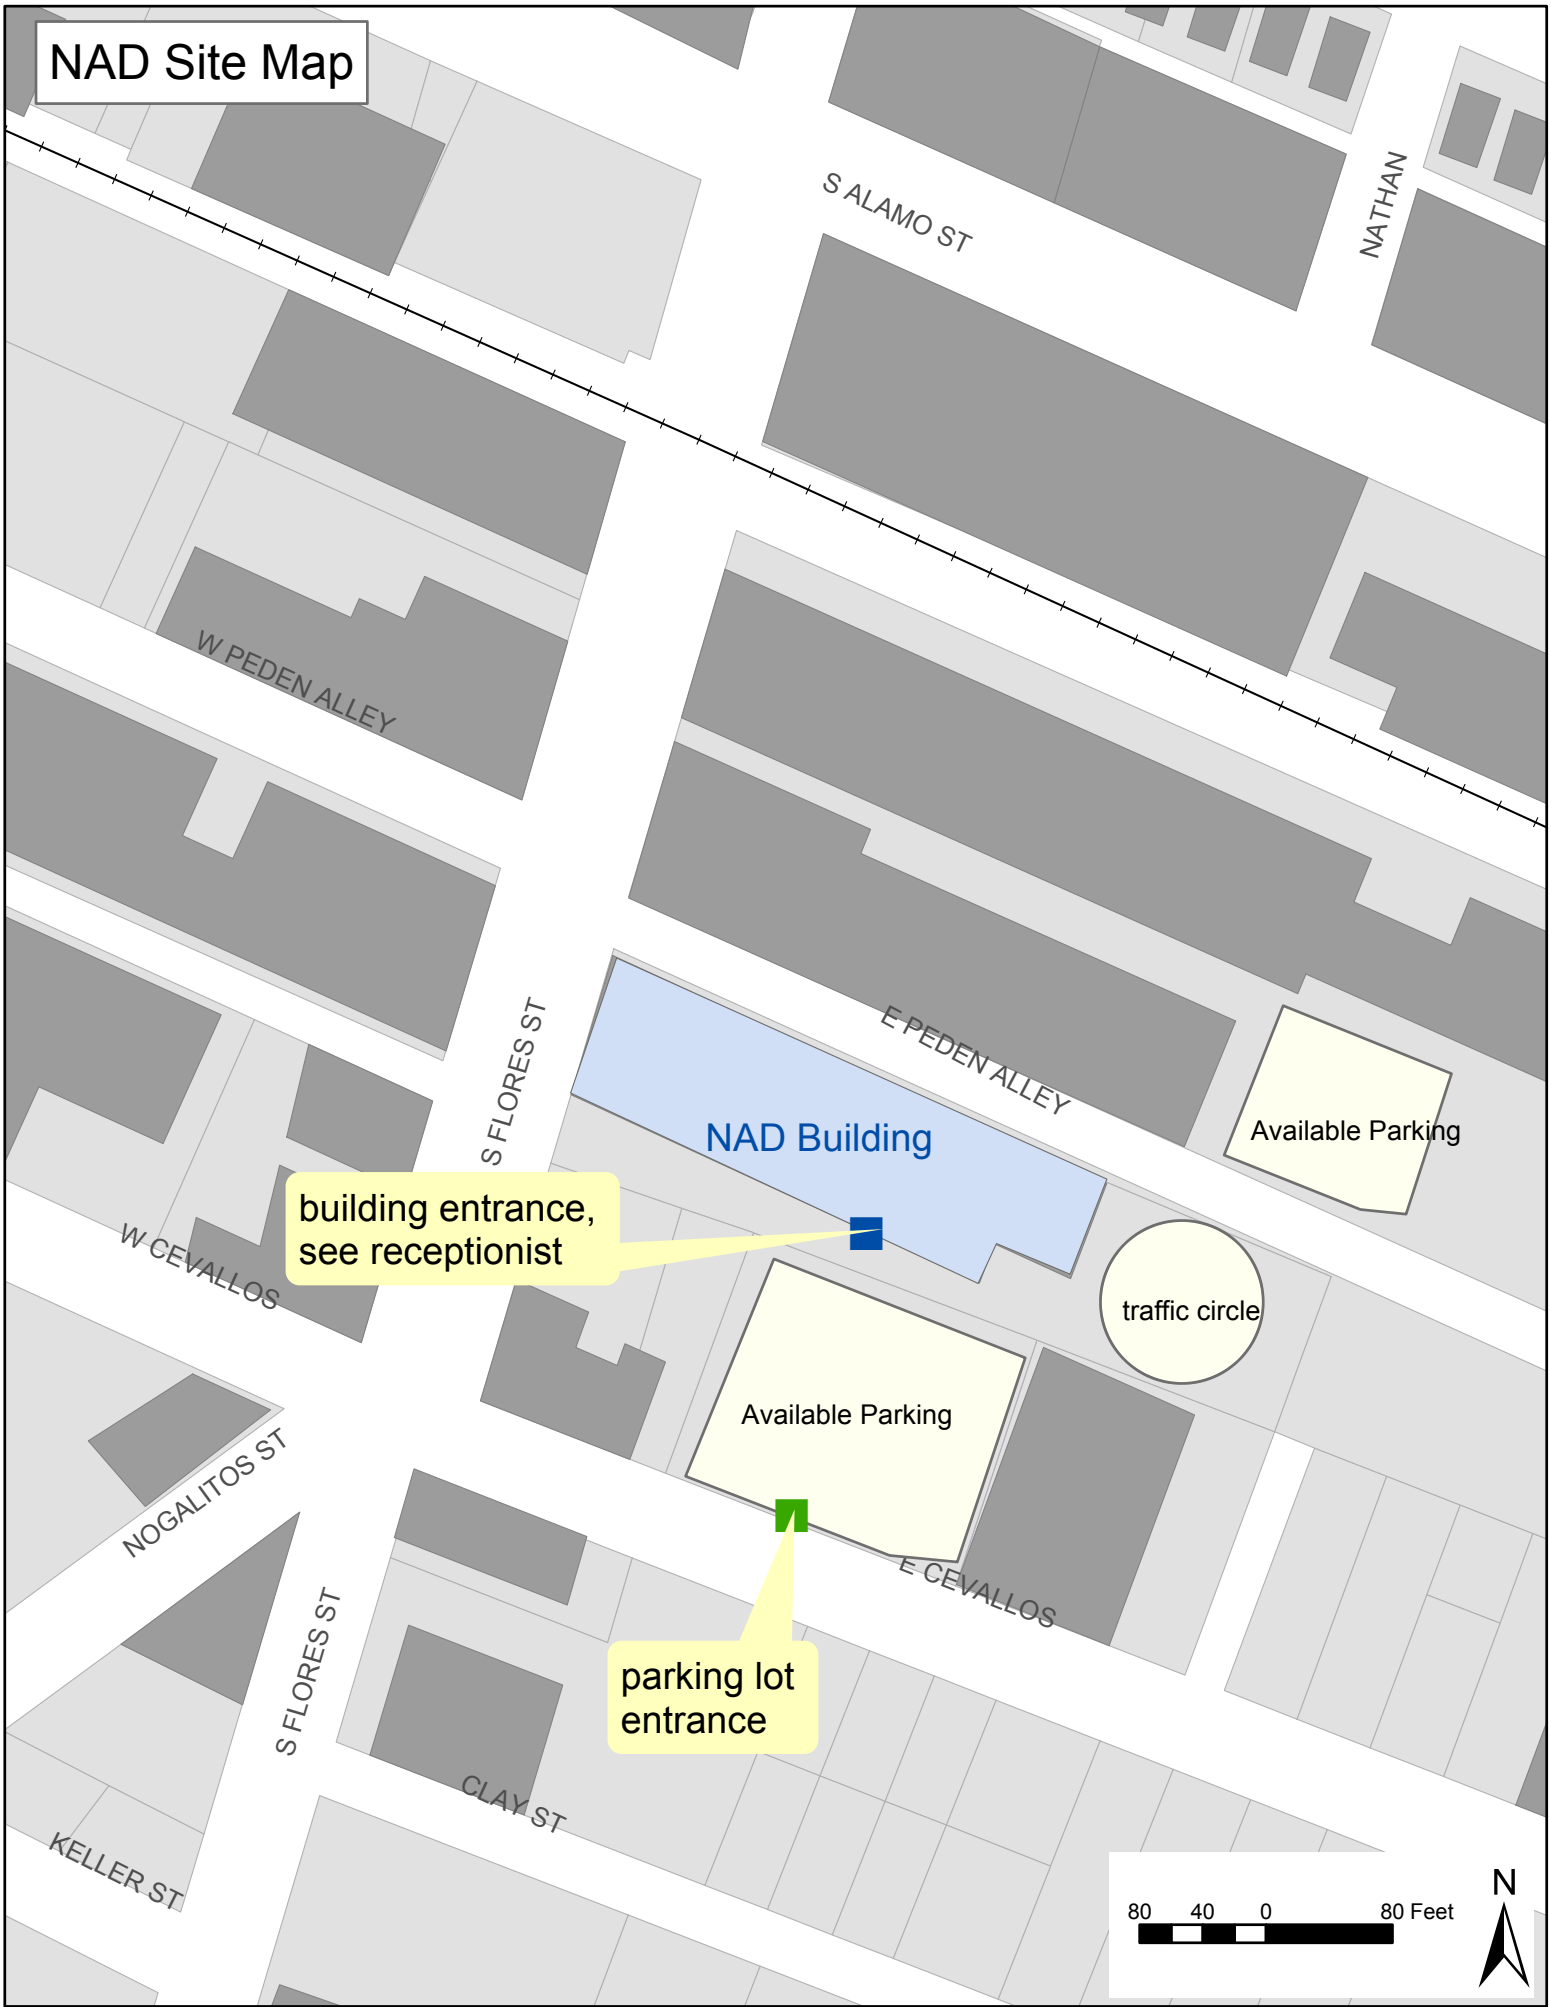 NAD Site Map
S ALAMO ST
NATHAN
W PEDEN ALLEY
S FLORES ST
E PEDEN ALLEY
NAD Building
Available Parking
building entrance,
see receptionist
W CEVALLOS
traffic circle
Available Parking
NOGALITOS ST
E CEVALLOS
S FLORES ST
parking lot
entrance
CLAY ST
KELLER ST
N
80 40 0 80 Feet